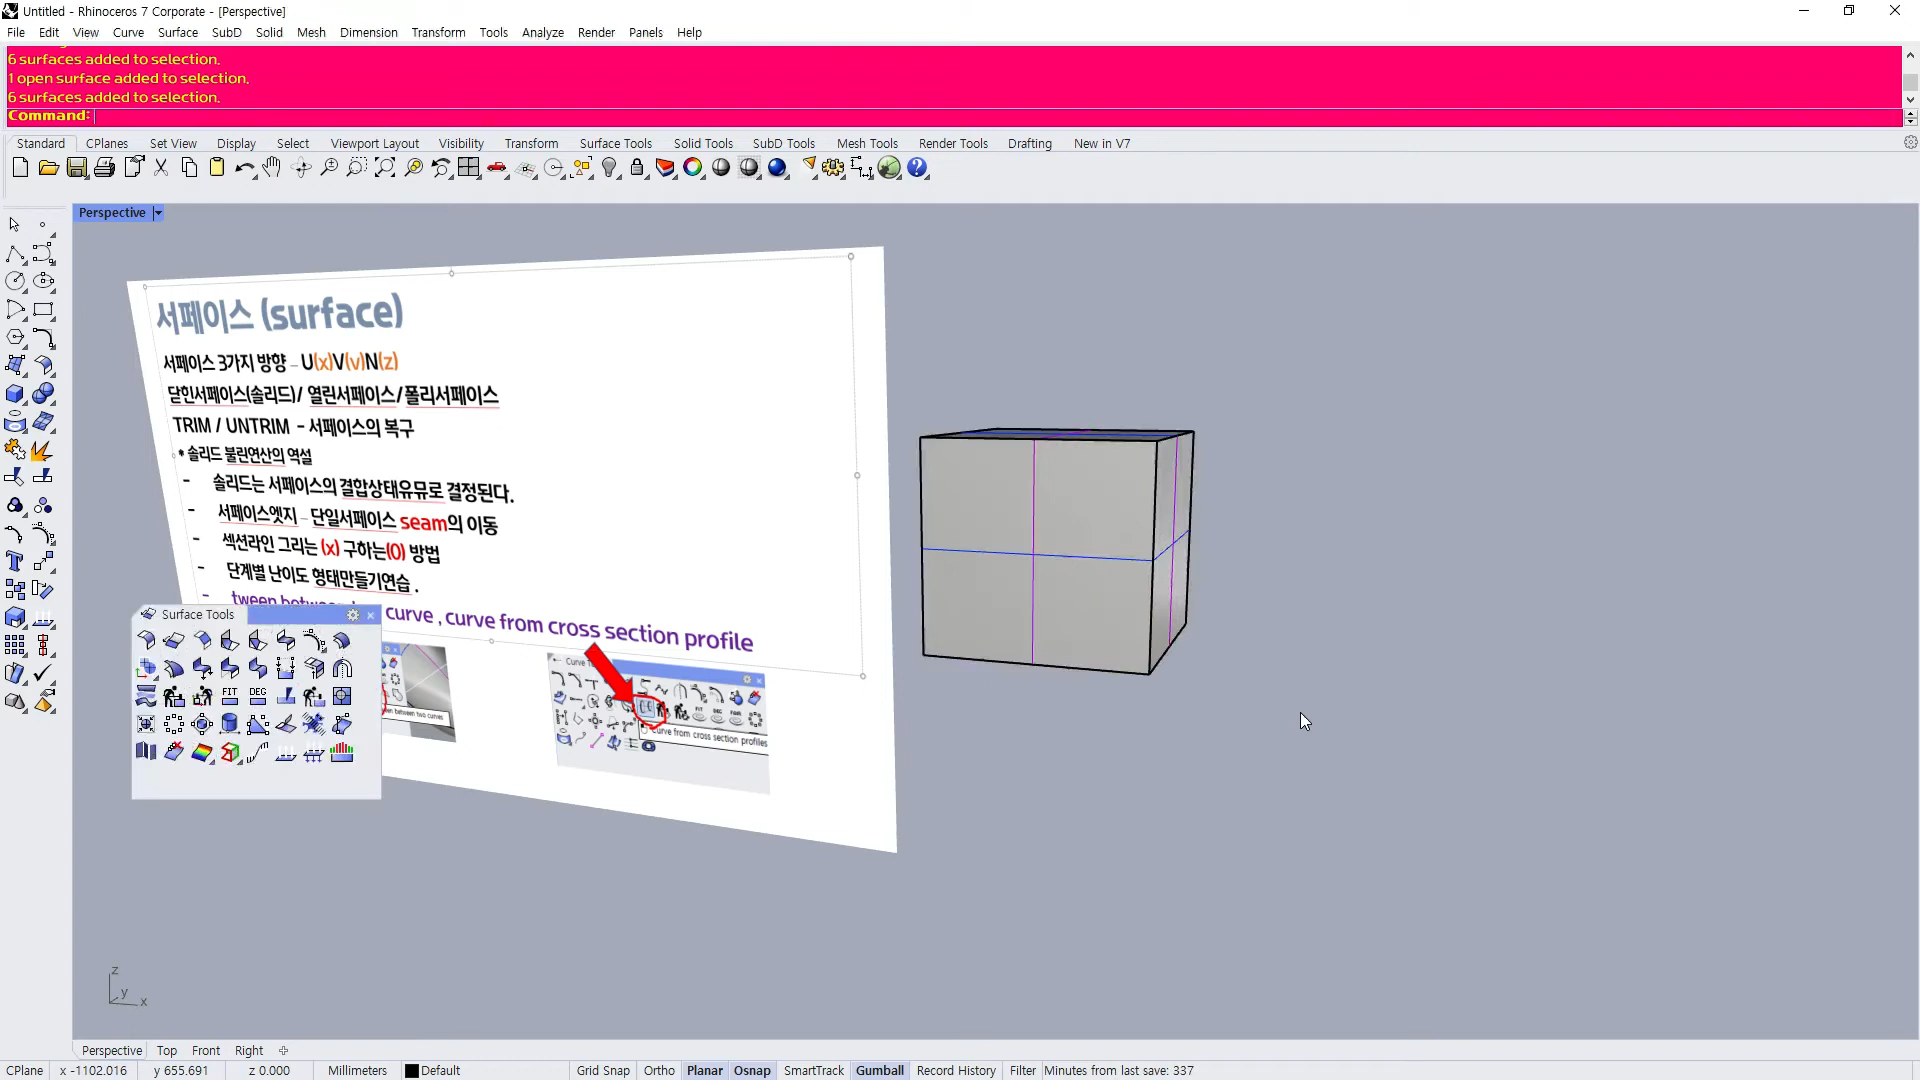 Untitled - Rhinoceros 7 Corporate - [Perspective]
File Edit View Curve Surface SubD Solid Mesh Dimension Transform Tools Analyze Render Panels Help
6 surfaces added to selection.
1 open surface added to selection.
6 surfaces added to selection.
Command:
Standard CPlanes Set View Display Select Viewport Layout Visibility Transform Surface Tools Solid Tools SubD Tools Mesh Tools Render Tools Drafting New in V7
Perspective
서페이스 (surface)
서페이스 3가지 방향 – U(x)V(v)N(z)
닫힌서페이스(솔리드)/ 열린서페이스/폴리서페이스
TRIM / UNTRIM - 서페이스의 복구
* 솔리드 불린연산의 역설
- 솔리드는 서페이스의 결합상태유뮤로 결정된다.
- 서페이스엣지 – 단일서페이스 seam의 이동
- 섹션라인 그리는 (x) 구하는(O) 방법
- 단계별 난이도 형태만들기연습 .
- tween curve , curve from cross section profile
Surface Tools
FIT DEG
between two curves
Curve
FIT DEG FAIR
Curve from cross section profiles
z
y
x
Perspective Top Front Right
CPlane x -1102.016 y 655.691 z 0.000 Millimeters Default Grid Snap Ortho Planar Osnap SmartTrack Gumball Record History Filter Minutes from last save: 337